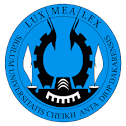 LUX MEA LEX
SIGILLUM UNIVERSITATIS CHEIKH ANTA DIOP DAKARENSIS